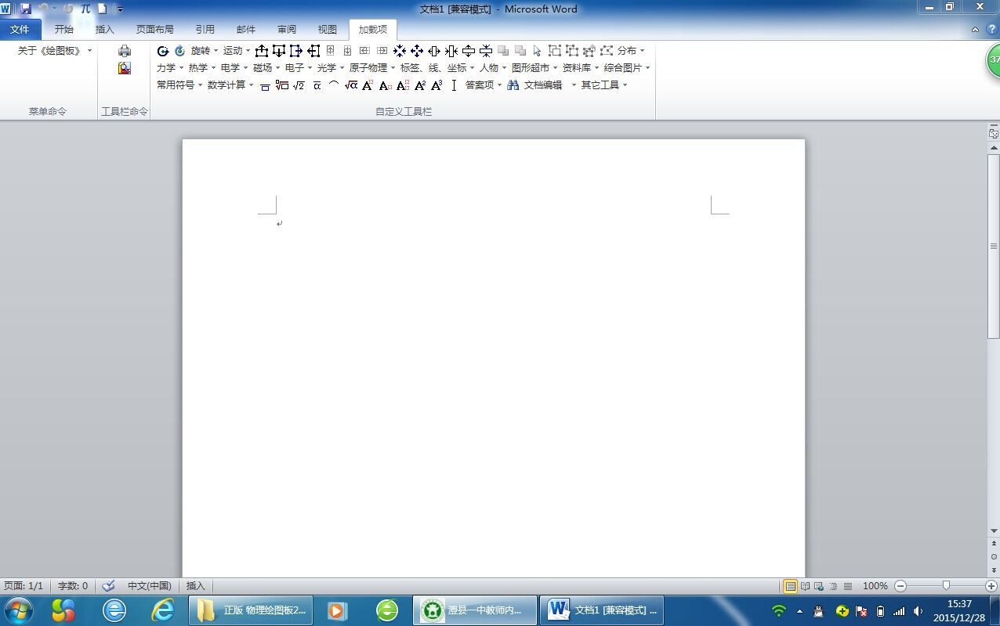 文档1 [兼容模式] - Microsoft Word
文件 开始 插入 页面布局 引用 邮件 审阅 视图 加载项
关于《绘图板》 旋转 运动 分布
力学 热学 电学 磁场 电子 光学 原子物理 标签、线、坐标 人物 图形超市 资料库 综合图片
常用符号 数学计算 答案项 文档编辑 其它工具
菜单命令 工具栏命令 自定义工具栏
37
页面: 1/1 字数: 0 中文(中国) 插入 100%
正版 物理绘图板2... 澧县一中教师内... 文档1 [兼容模式] ... 15:37
2015/12/28